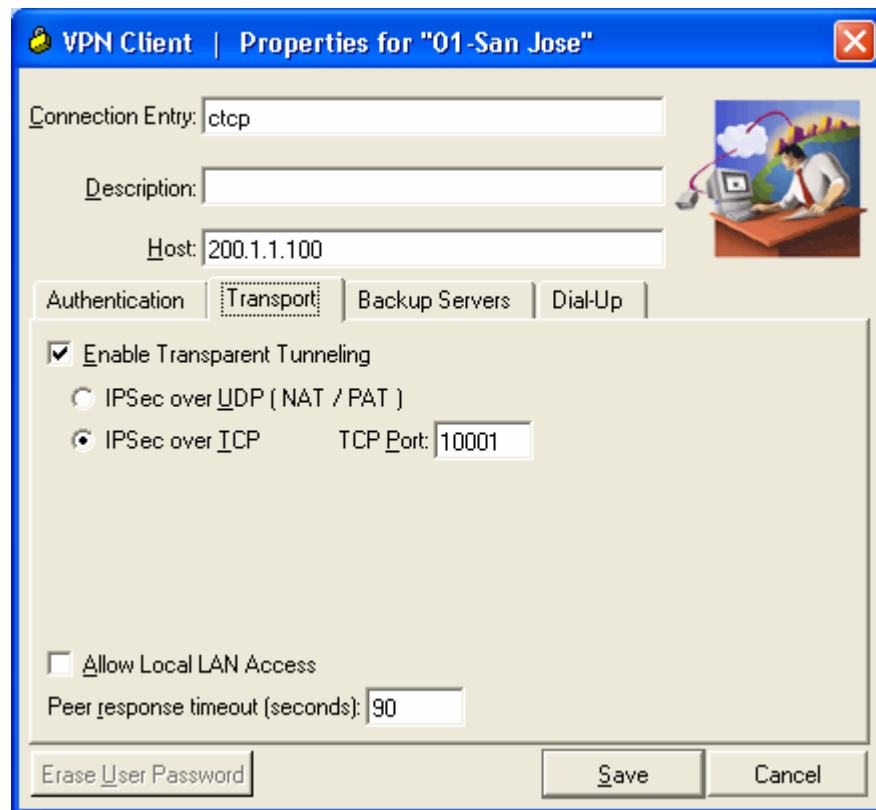 VPN Client | Properties for "01-San Jose"
Connection Entry: ctcp
Description:
Host: 200.1.1.100
Authentication Transport Backup Servers Dial-Up
Enable Transparent Tunneling
IPSec over UDP ( NAT / PAT )
IPSec over TCP TCP Port: 10001
Allow Local LAN Access
Peer response timeout (seconds): 90
Erase User Password Save Cancel